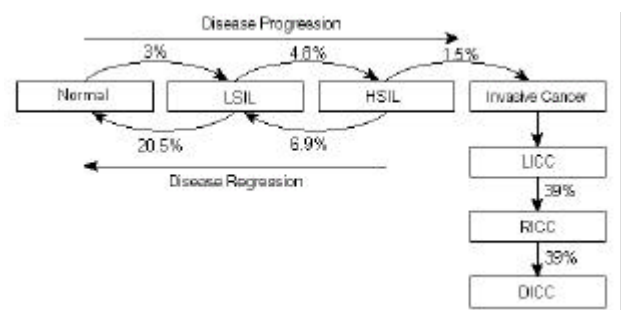 Disease Progression
3% 4.8% 1.5%
Normal LSIL HSIL Invasive Cancer
20.5% 6.9%
Disease Regression
LICC
39%
RICC
39%
DICC